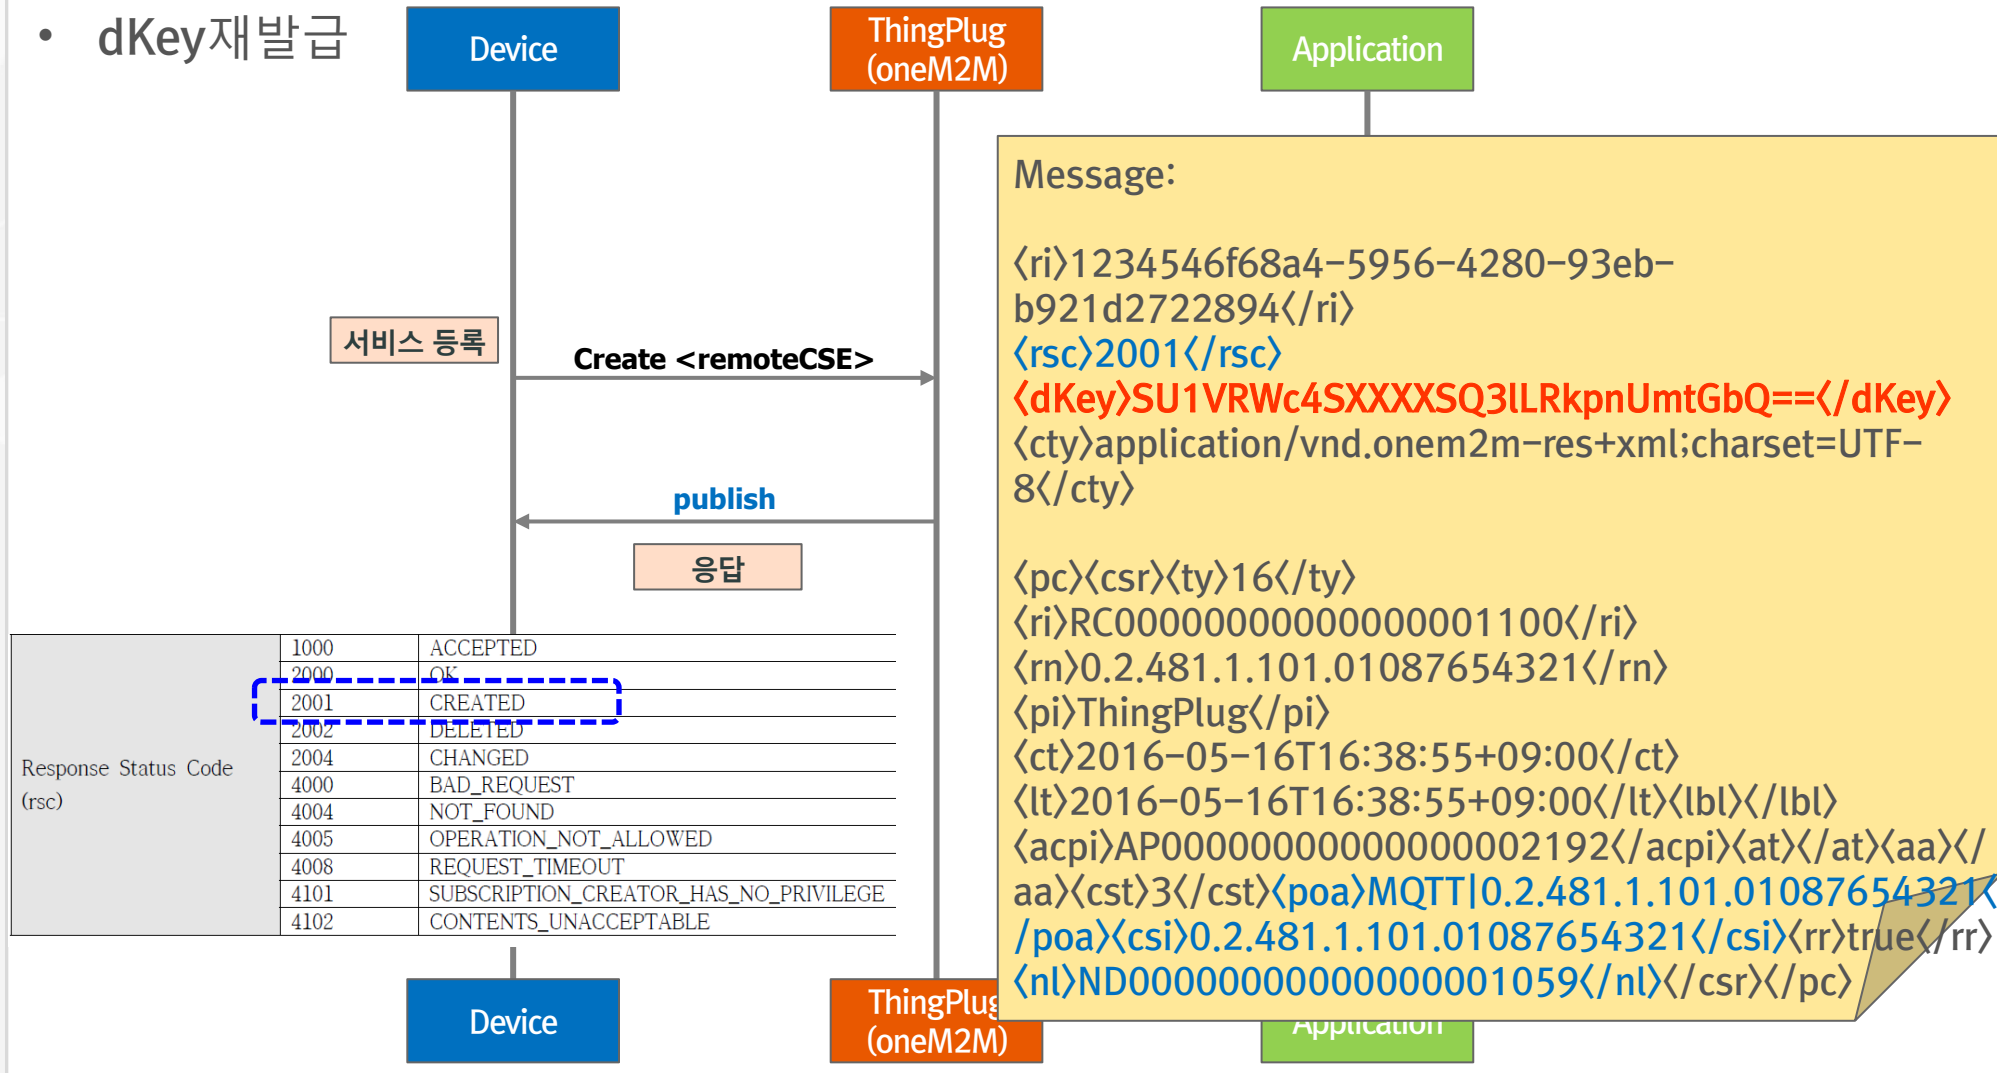 • dKey재발급
Device
ThingPlug
(oneM2M)
Application
서비스 등록
Create <remoteCSE>
publish
응답
Message:
〈ri〉1234546f68a4-5956-4280-93eb-
b921d2722894〈/ri〉
〈rsc〉2001〈/rsc〉
〈dKey〉SU1VRWc4SXXXXSQ3lLRkpnUmtGbQ==〈/dKey〉
〈cty〉application/vnd.onem2m-res+xml;charset=UTF-
8〈/cty〉
〈pc〉〈csr〉〈ty〉16〈/ty〉
〈ri〉RC00000000000000001100〈/ri〉
〈rn〉0.2.481.1.101.01087654321〈/rn〉
〈pi〉ThingPlug〈/pi〉
〈ct〉2016-05-16T16:38:55+09:00〈/ct〉
〈lt〉2016-05-16T16:38:55+09:00〈/lt〉〈lbl〉〈/lbl〉
〈acpi〉AP00000000000000002192〈/acpi〉〈at〉〈/at〉〈aa〉〈/
aa〉〈cst〉3〈/cst〉〈poa〉MQTT|0.2.481.1.101.01087654321〈
/poa〉〈csi〉0.2.481.1.101.01087654321〈/csi〉〈rr〉true〈/rr〉
〈nl〉ND00000000000000001059〈/nl〉〈/csr〉〈/pc〉
Response Status Code
(rsc)
1000 ACCEPTED
2000 OK
2001 CREATED
2002 DELETED
2004 CHANGED
4000 BAD_REQUEST
4004 NOT_FOUND
4005 OPERATION_NOT_ALLOWED
4008 REQUEST_TIMEOUT
4101 SUBSCRIPTION_CREATOR_HAS_NO_PRIVILEGE
4102 CONTENTS_UNACCEPTABLE
Device
ThingPlug
(oneM2M)
Application